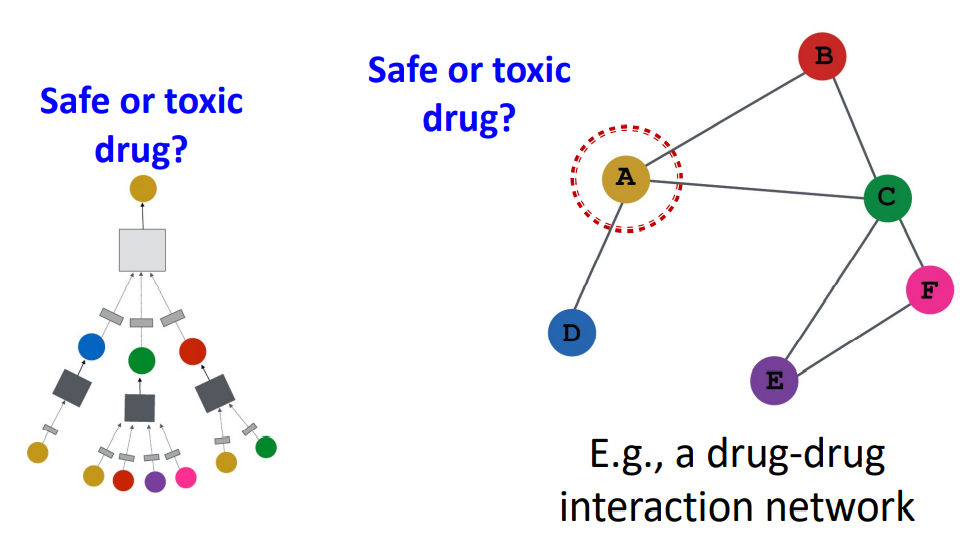 Safe or toxic
drug?
Safe or toxic
drug?
B
A
C
F
D
E
E.g., a drug-drug
interaction network